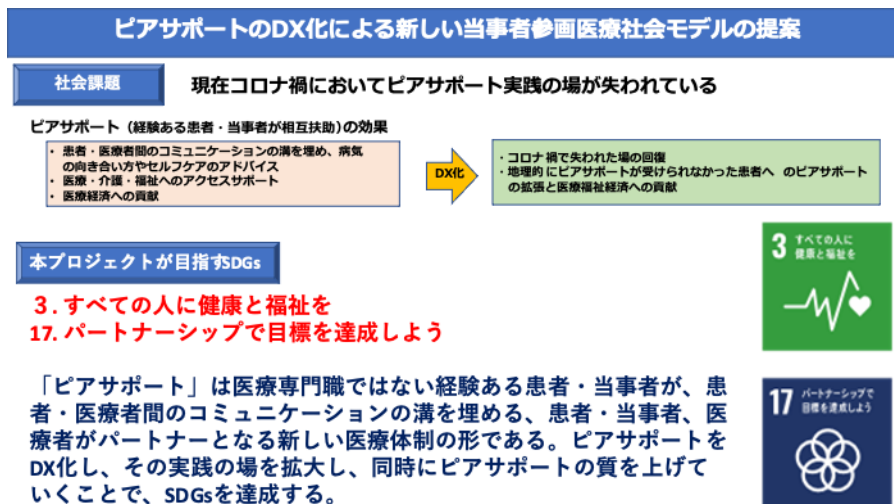 ピアサポートのDX化による新しい当事者参画医療社会モデルの提案
社会課題
現在コロナ禍においてピアサポート実践の場が失われている
ピアサポート（経験ある患者・当事者が相互扶助）の効果
・患者・医療者間のコミュニケーションの溝を埋め、病気
の向き合い方やセルフケアのアドバイス
・医療・介護・福祉へのアクセスサポート
・医療経済への貢献
DX化
・コロナ禍で失われた場の回復
・地理的にピアサポートが受けられなかった患者へ のピアサポート
の拡張と医療福祉経済への貢献
本プロジェクトが目指すSDGs
３. すべての人に健康と福祉を
17. パートナーシップで目標を達成しよう
3 すべての人に
健康と福祉を
「ピアサポート」は医療専門職ではない経験ある患者・当事者が、患
者・医療者間のコミュニケーションの溝を埋める、患者・当事者、医
療者がパートナーとなる新しい医療体制の形である。ピアサポートを
DX化し、その実践の場を拡大し、同時にピアサポートの質を上げて
いくことで、SDGsを達成する。
17 パートナーシップで
目標を達成しよう